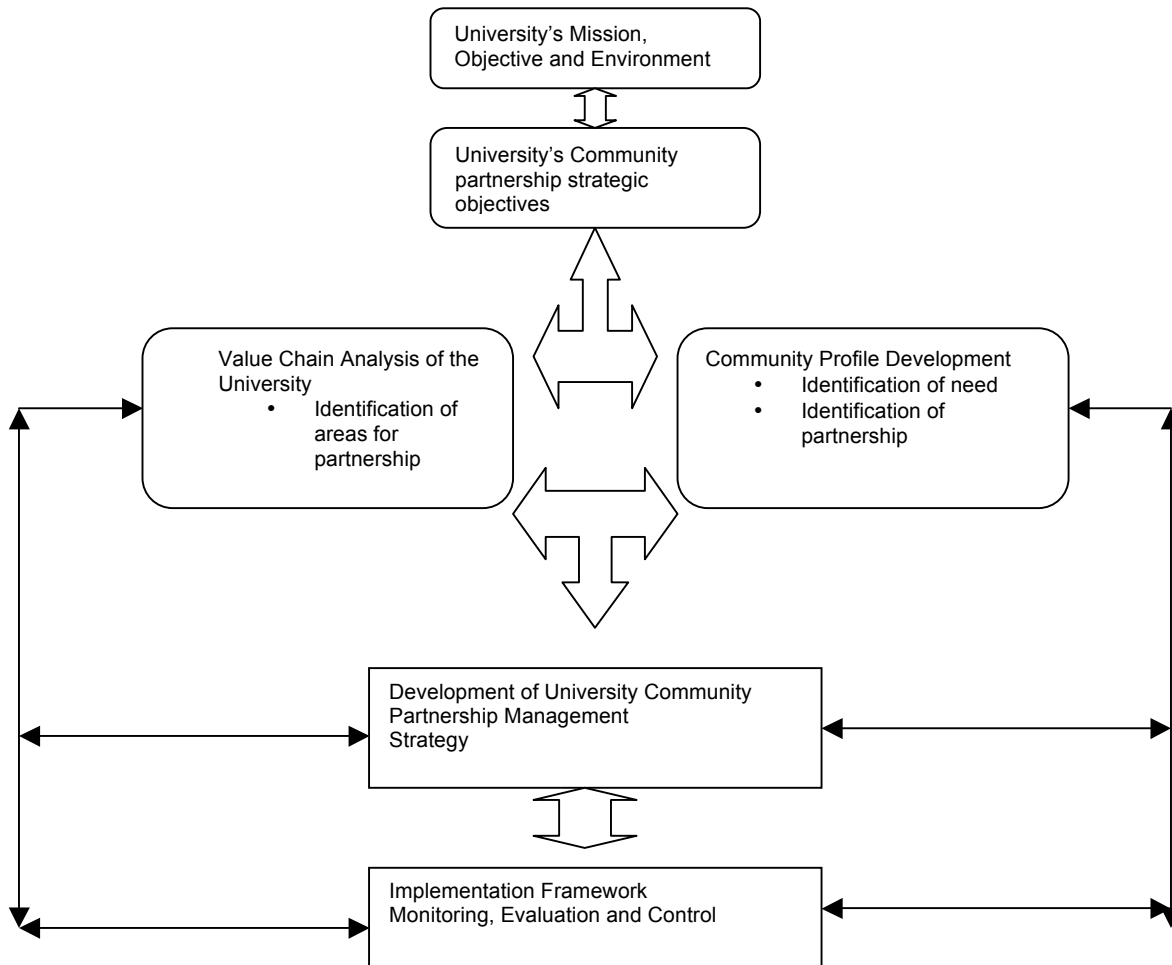 University’s Mission,
Objective and Environment
University’s Community
partnership strategic
objectives
Value Chain Analysis of the
University
• Identification of
areas for
partnership
Community Profile Development
• Identification of need
• Identification of
partnership
Development of University Community
Partnership Management
Strategy
Implementation Framework
Monitoring, Evaluation and Control